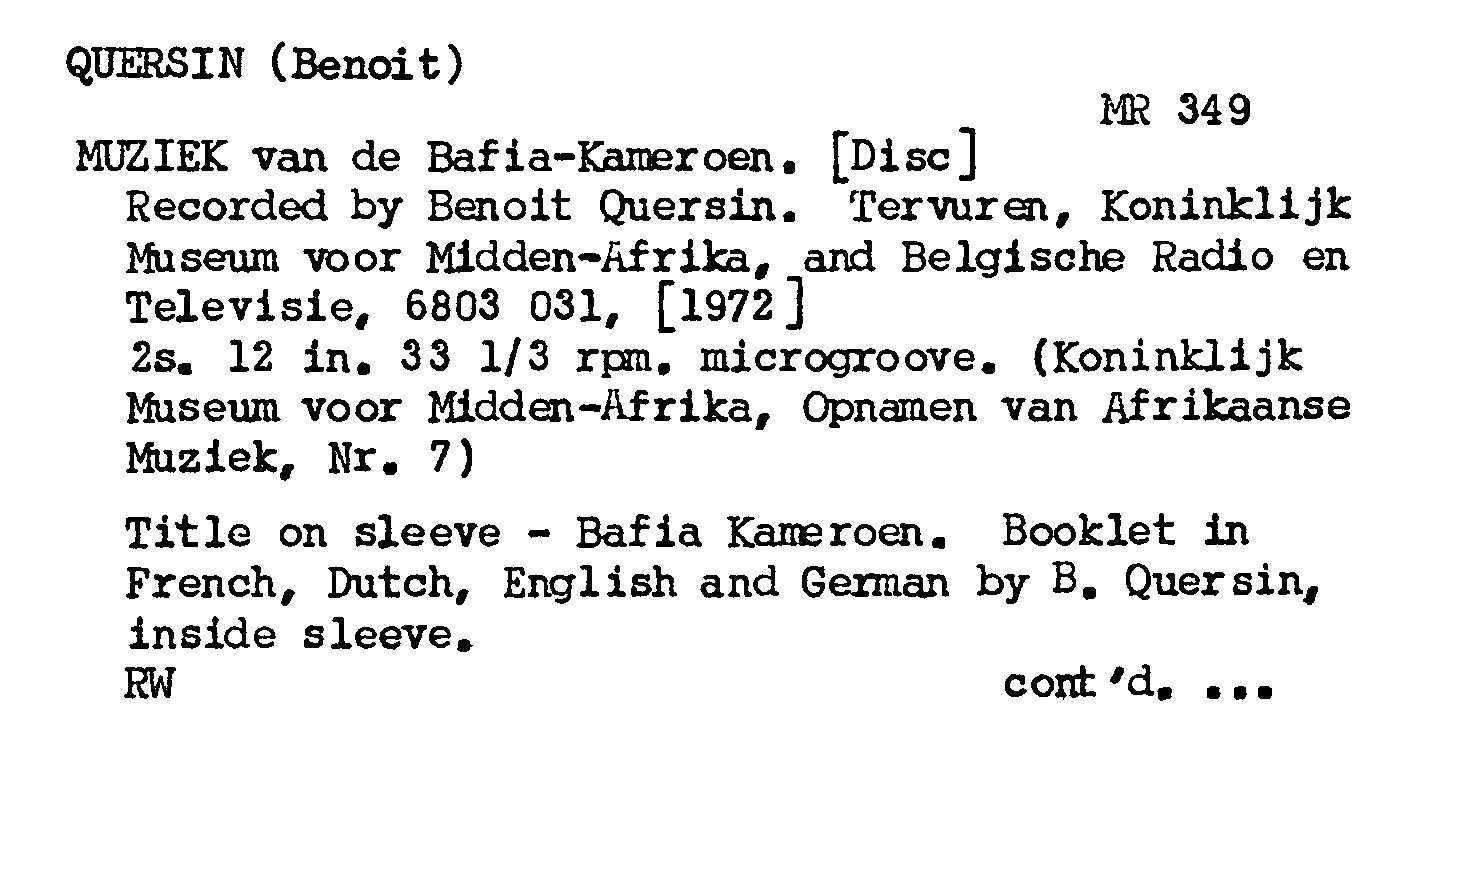 QUERSIN (Benoit)
MR 349
MUZIEK van de Bafia-Kameroen. [Disc]
Recorded by Benoit Quersin. Tervuren, Koninklijk
Museum voor Midden-Afrika, and Belgische Radio en
Televisie, 6803 031, [1972]
2s. 12 in. 33 1/3 rpm. microgroove. (Koninklijk
Museum voor Midden-Afrika, Opnamen van Afrikaanse
Muziek, Nr. 7)
Title on sleeve - Bafia Kameroen. Booklet in
French, Dutch, English and German by B. Quersin,
inside sleeve.
RW cont'd. ...